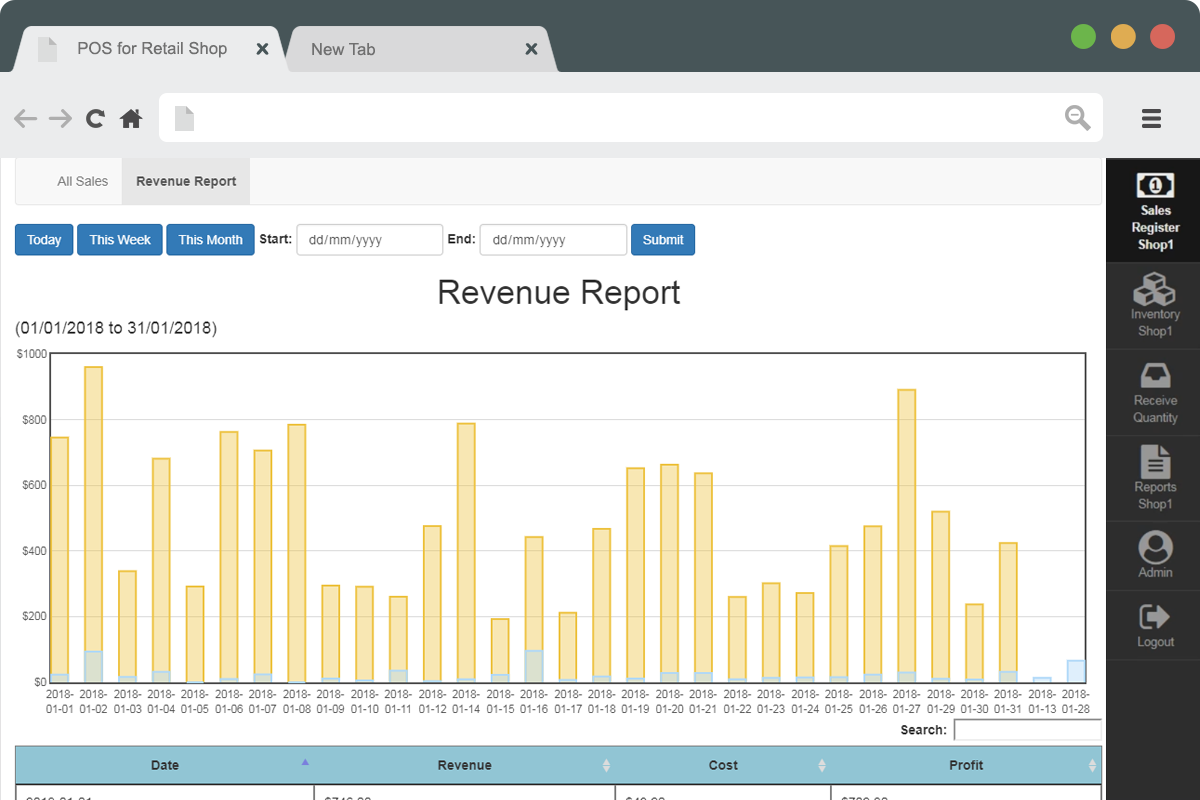 POS for Retail Shop
New Tab
All Sales
Revenue Report
Today
This Week
This Month
Start:
dd/mm/yyyy
End:
dd/mm/yyyy
Submit
Revenue Report
(01/01/2018 to 31/01/2018)
$1000
$800
$600
$400
$200
$0
2018-
01-01
2018-
01-02
2018-
01-03
2018-
01-04
2018-
01-05
2018-
01-06
2018-
01-07
2018-
01-08
2018-
01-09
2018-
01-10
2018-
01-11
2018-
01-12
2018-
01-14
2018-
01-15
2018-
01-16
2018-
01-17
2018-
01-18
2018-
01-19
2018-
01-20
2018-
01-21
2018-
01-22
2018-
01-23
2018-
01-24
2018-
01-25
2018-
01-26
2018-
01-27
2018-
01-29
2018-
01-30
2018-
01-31
2018-
01-13
2018-
01-28
Search:
Date
Revenue
Cost
Profit
1
Sales
Register
Shop1
Inventory
Shop1
Receive
Quantity
Reports
Shop1
Admin
Logout